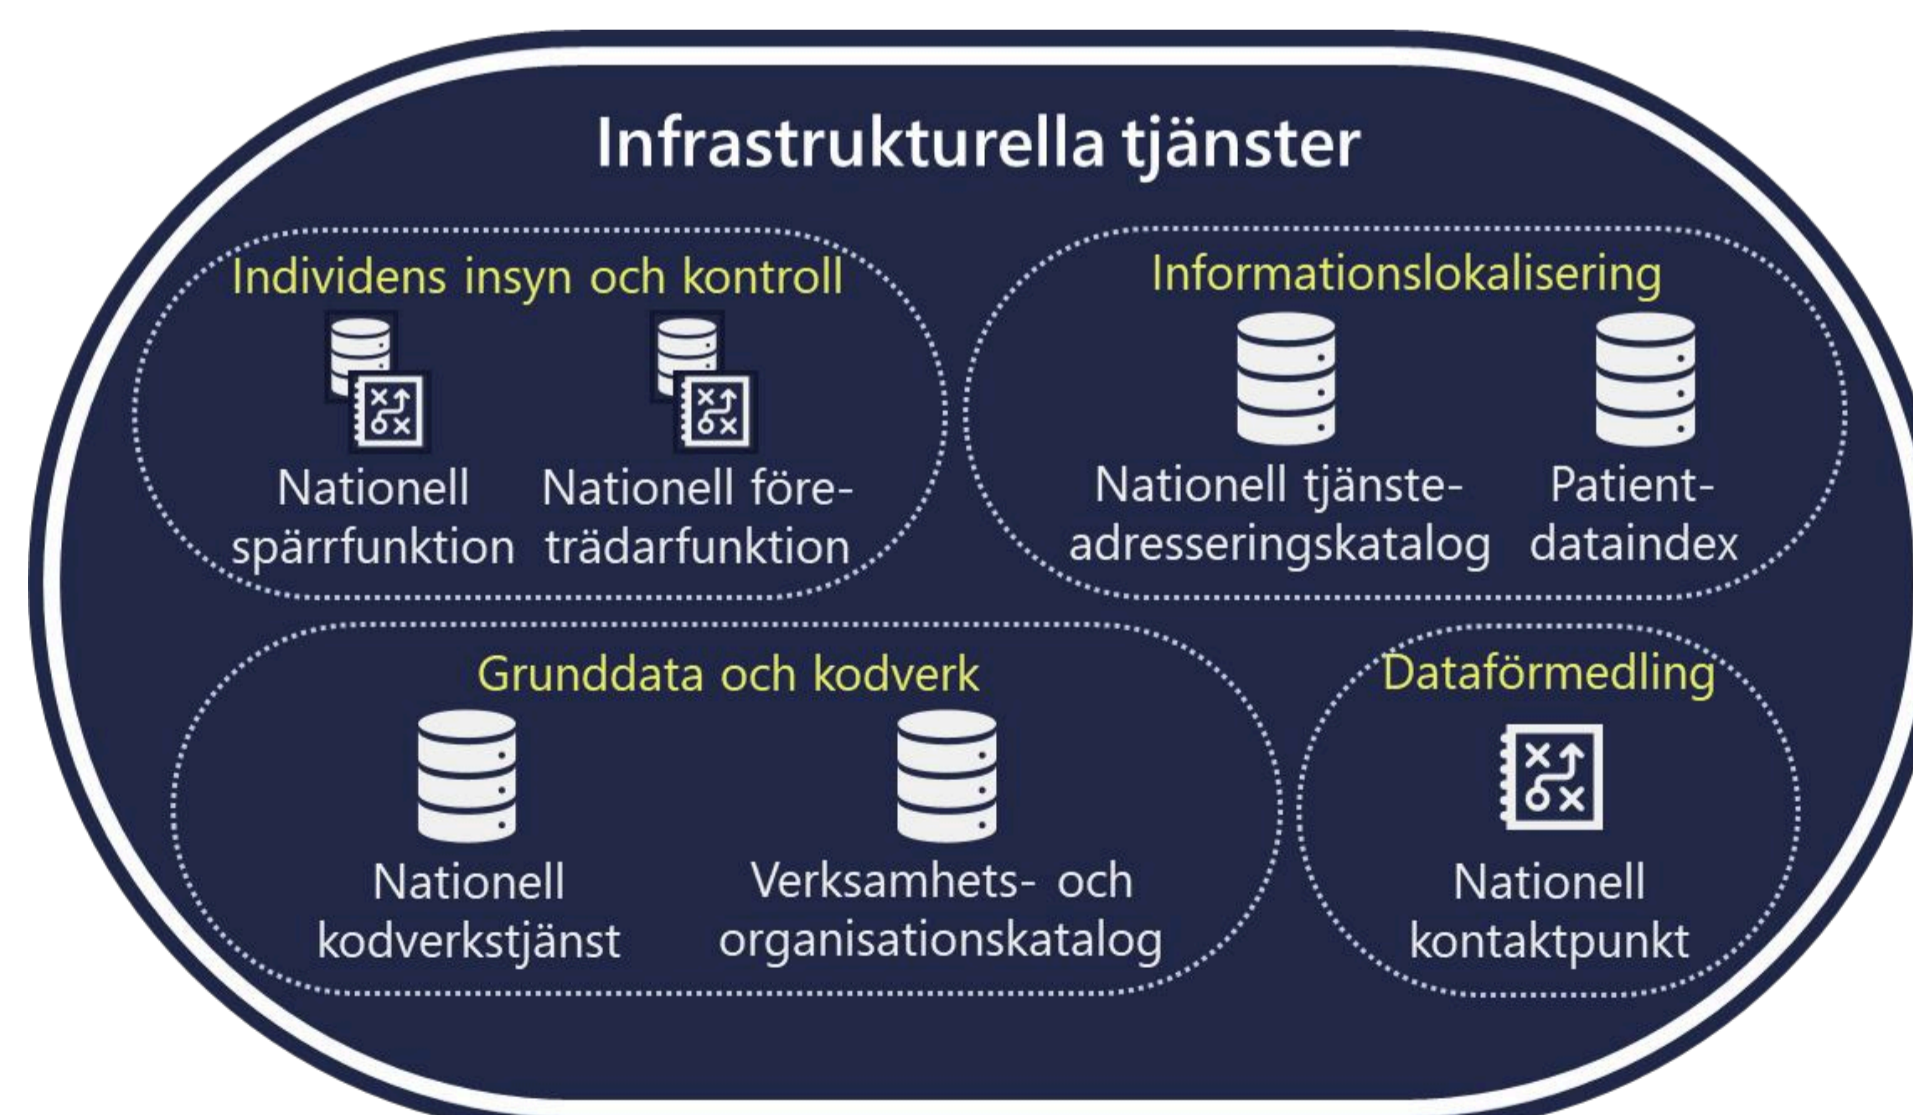 Infrastrukturella tjänster
Individens insyn och kontroll
Nationell
spärrfunktion
Nationell före-
trädarfunktion
Informationslokalisering
Nationell tjänste-
adresseringskatalog
Patient-
dataindex
Grunddata och kodverk
Nationell
kodverkstjänst
Verksamhets- och
organisationskatalog
Dataförmedling
Nationell
kontaktpunkt